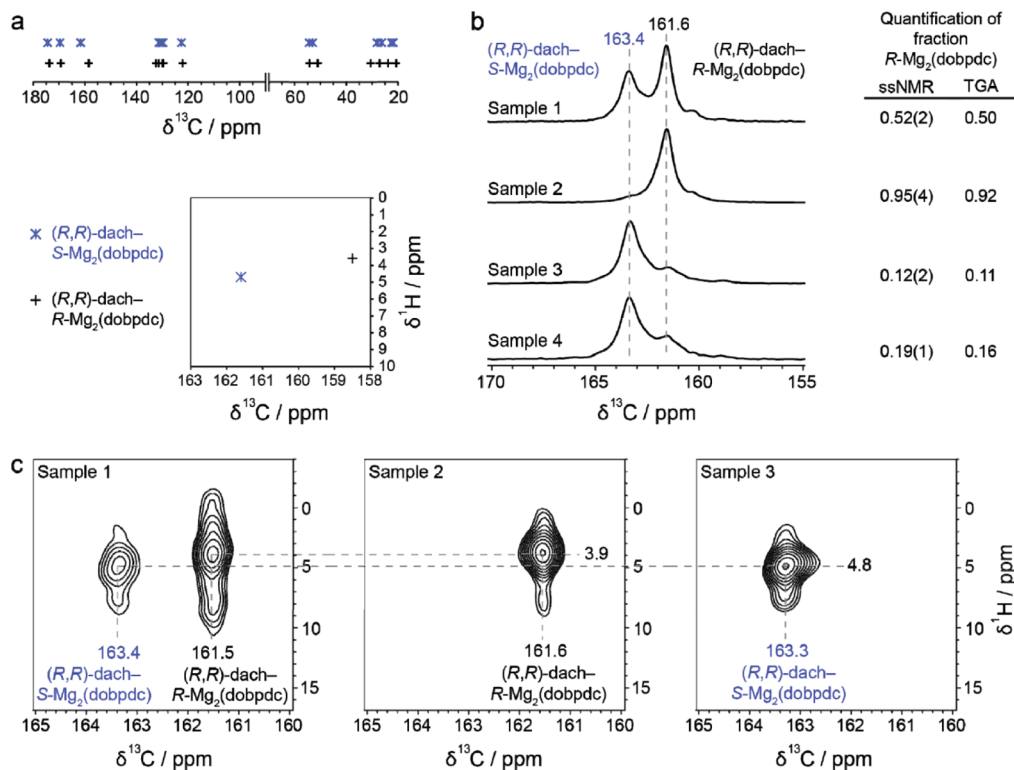 a
180 160 140 120 100 60 50 40 30 20
δ¹³C / ppm
(R,R)-dach–
S-Mg₂(dobpdc)
(R,R)-dach–
R-Mg₂(dobpdc)
0
1
2
3
4
5
6
7
8
9
10
δ¹H / ppm
163 162 161 160 159 158
δ¹³C / ppm
b
163.4
161.6
(R,R)-dach–
S-Mg₂(dobpdc)
(R,R)-dach–
R-Mg₂(dobpdc)
Quantification of
fraction
R-Mg₂(dobpdc)
ssNMR TGA
Sample 1 0.52(2) 0.50
Sample 2 0.95(4) 0.92
Sample 3 0.12(2) 0.11
Sample 4 0.19(1) 0.16
170 165 160 155
δ¹³C / ppm
c
Sample 1
0
5
10
15
163.4
(R,R)-dach–
S-Mg₂(dobpdc)
161.5
(R,R)-dach–
R-Mg₂(dobpdc)
165 164 163 162 161 160
δ¹³C / ppm
Sample 2
3.9
161.6
(R,R)-dach–
R-Mg₂(dobpdc)
165 164 163 162 161 160
δ¹³C / ppm
Sample 3
4.8
163.3
(R,R)-dach–
S-Mg₂(dobpdc)
0
5
10
15
δ¹H / ppm
165 164 163 162 161 160
δ¹³C / ppm